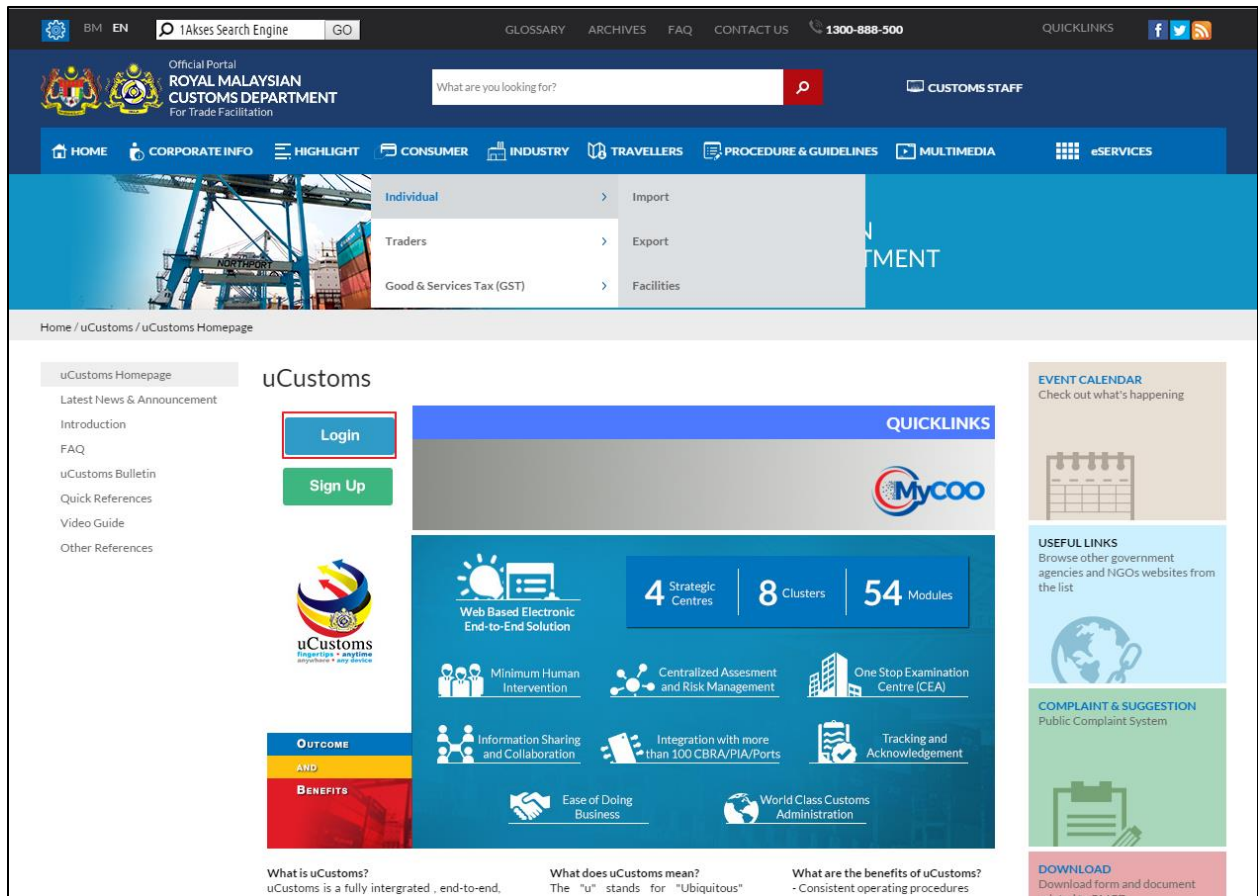 BM EN 1Akses Search Engine GO GLOSSARY ARCHIVES FAQ CONTACT US 1300-888-500 QUICKLINKS
Official Portal
ROYAL MALAYSIAN
CUSTOMS DEPARTMENT
For Trade Facilitation
What are you looking for?
CUSTOMS STAFF
HOME CORPORATE INFO HIGHLIGHT CONSUMER INDUSTRY TRAVELLERS PROCEDURE & GUIDELINES MULTIMEDIA eSERVICES
NORTHPORT
Individual > Import
Traders > Export
Good & Services Tax (GST) > Facilities
N
TMENT
Home / uCustoms / uCustoms Homepage
uCustoms Homepage
Latest News & Announcement
Introduction
FAQ
uCustoms Bulletin
Quick References
Video Guide
Other References
uCustoms
Login
Sign Up
QUICKLINKS
MyCOO
uCustoms
fingertips • anytime
anywhere • any device
OUTCOME
AND
BENEFITS
Web Based Electronic
End-to-End Solution
4 Strategic Centres
8 Clusters
54 Modules
Minimum Human
Intervention
Centralized Assesment
and Risk Management
One Stop Examination
Centre (CEA)
Information Sharing
and Collaboration
Integration with more
than 100 CBRA/PIA/Ports
Tracking and
Acknowledgement
Ease of Doing
Business
World Class Customs
Administration
What is uCustoms?
uCustoms is a fully intergrated , end-to-end,
What does uCustoms mean?
The "u" stands for "Ubiquitous"
What are the benefits of uCustoms?
- Consistent operating procedures
EVENT CALENDAR
Check out what's happening
USEFUL LINKS
Browse other government
agencies and NGOs websites from
the list
COMPLAINT & SUGGESTION
Public Complaint System
DOWNLOAD
Download form and document